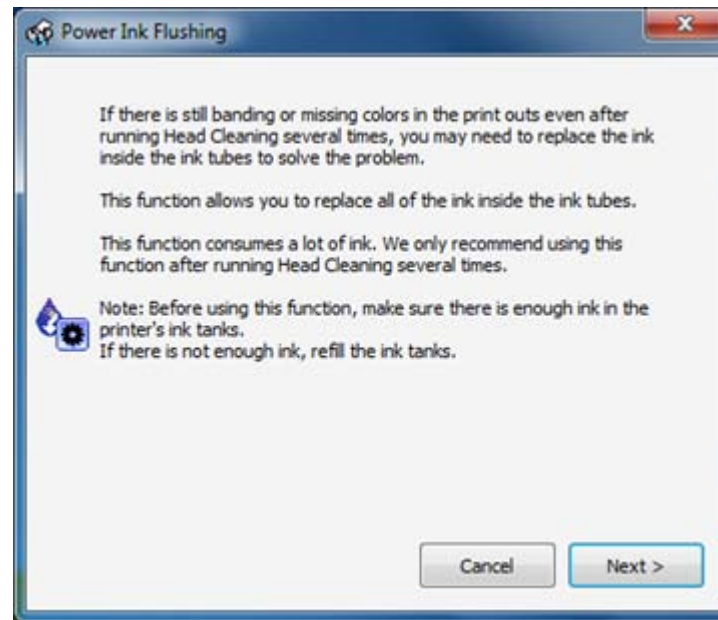 Power Ink Flushing
If there is still banding or missing colors in the print outs even after
running Head Cleaning several times, you may need to replace the ink
inside the ink tubes to solve the problem.
This function allows you to replace all of the ink inside the ink tubes.
This function consumes a lot of ink. We only recommend using this
function after running Head Cleaning several times.
Note: Before using this function, make sure there is enough ink in the
printer's ink tanks.
If there is not enough ink, refill the ink tanks.
Cancel
Next >